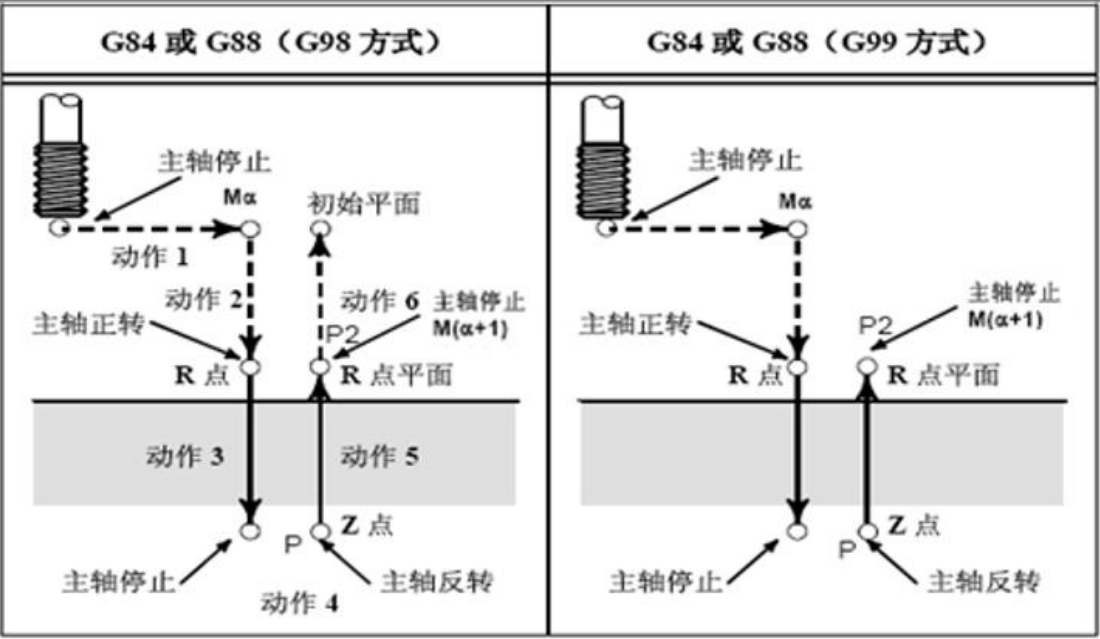 G84 或 G88（G98 方式）
主轴停止
Mα
初始平面
动作 1
动作 2
动作 6
主轴停止
M(α+1)
主轴正转
P2
R 点
R 点平面
动作 3
动作 5
Z 点
P
主轴停止
主轴反转
动作 4
G84 或 G88（G99 方式）
主轴停止
Mα
主轴停止
M(α+1)
主轴正转
P2
R 点
R 点平面
Z 点
P
主轴停止
主轴反转